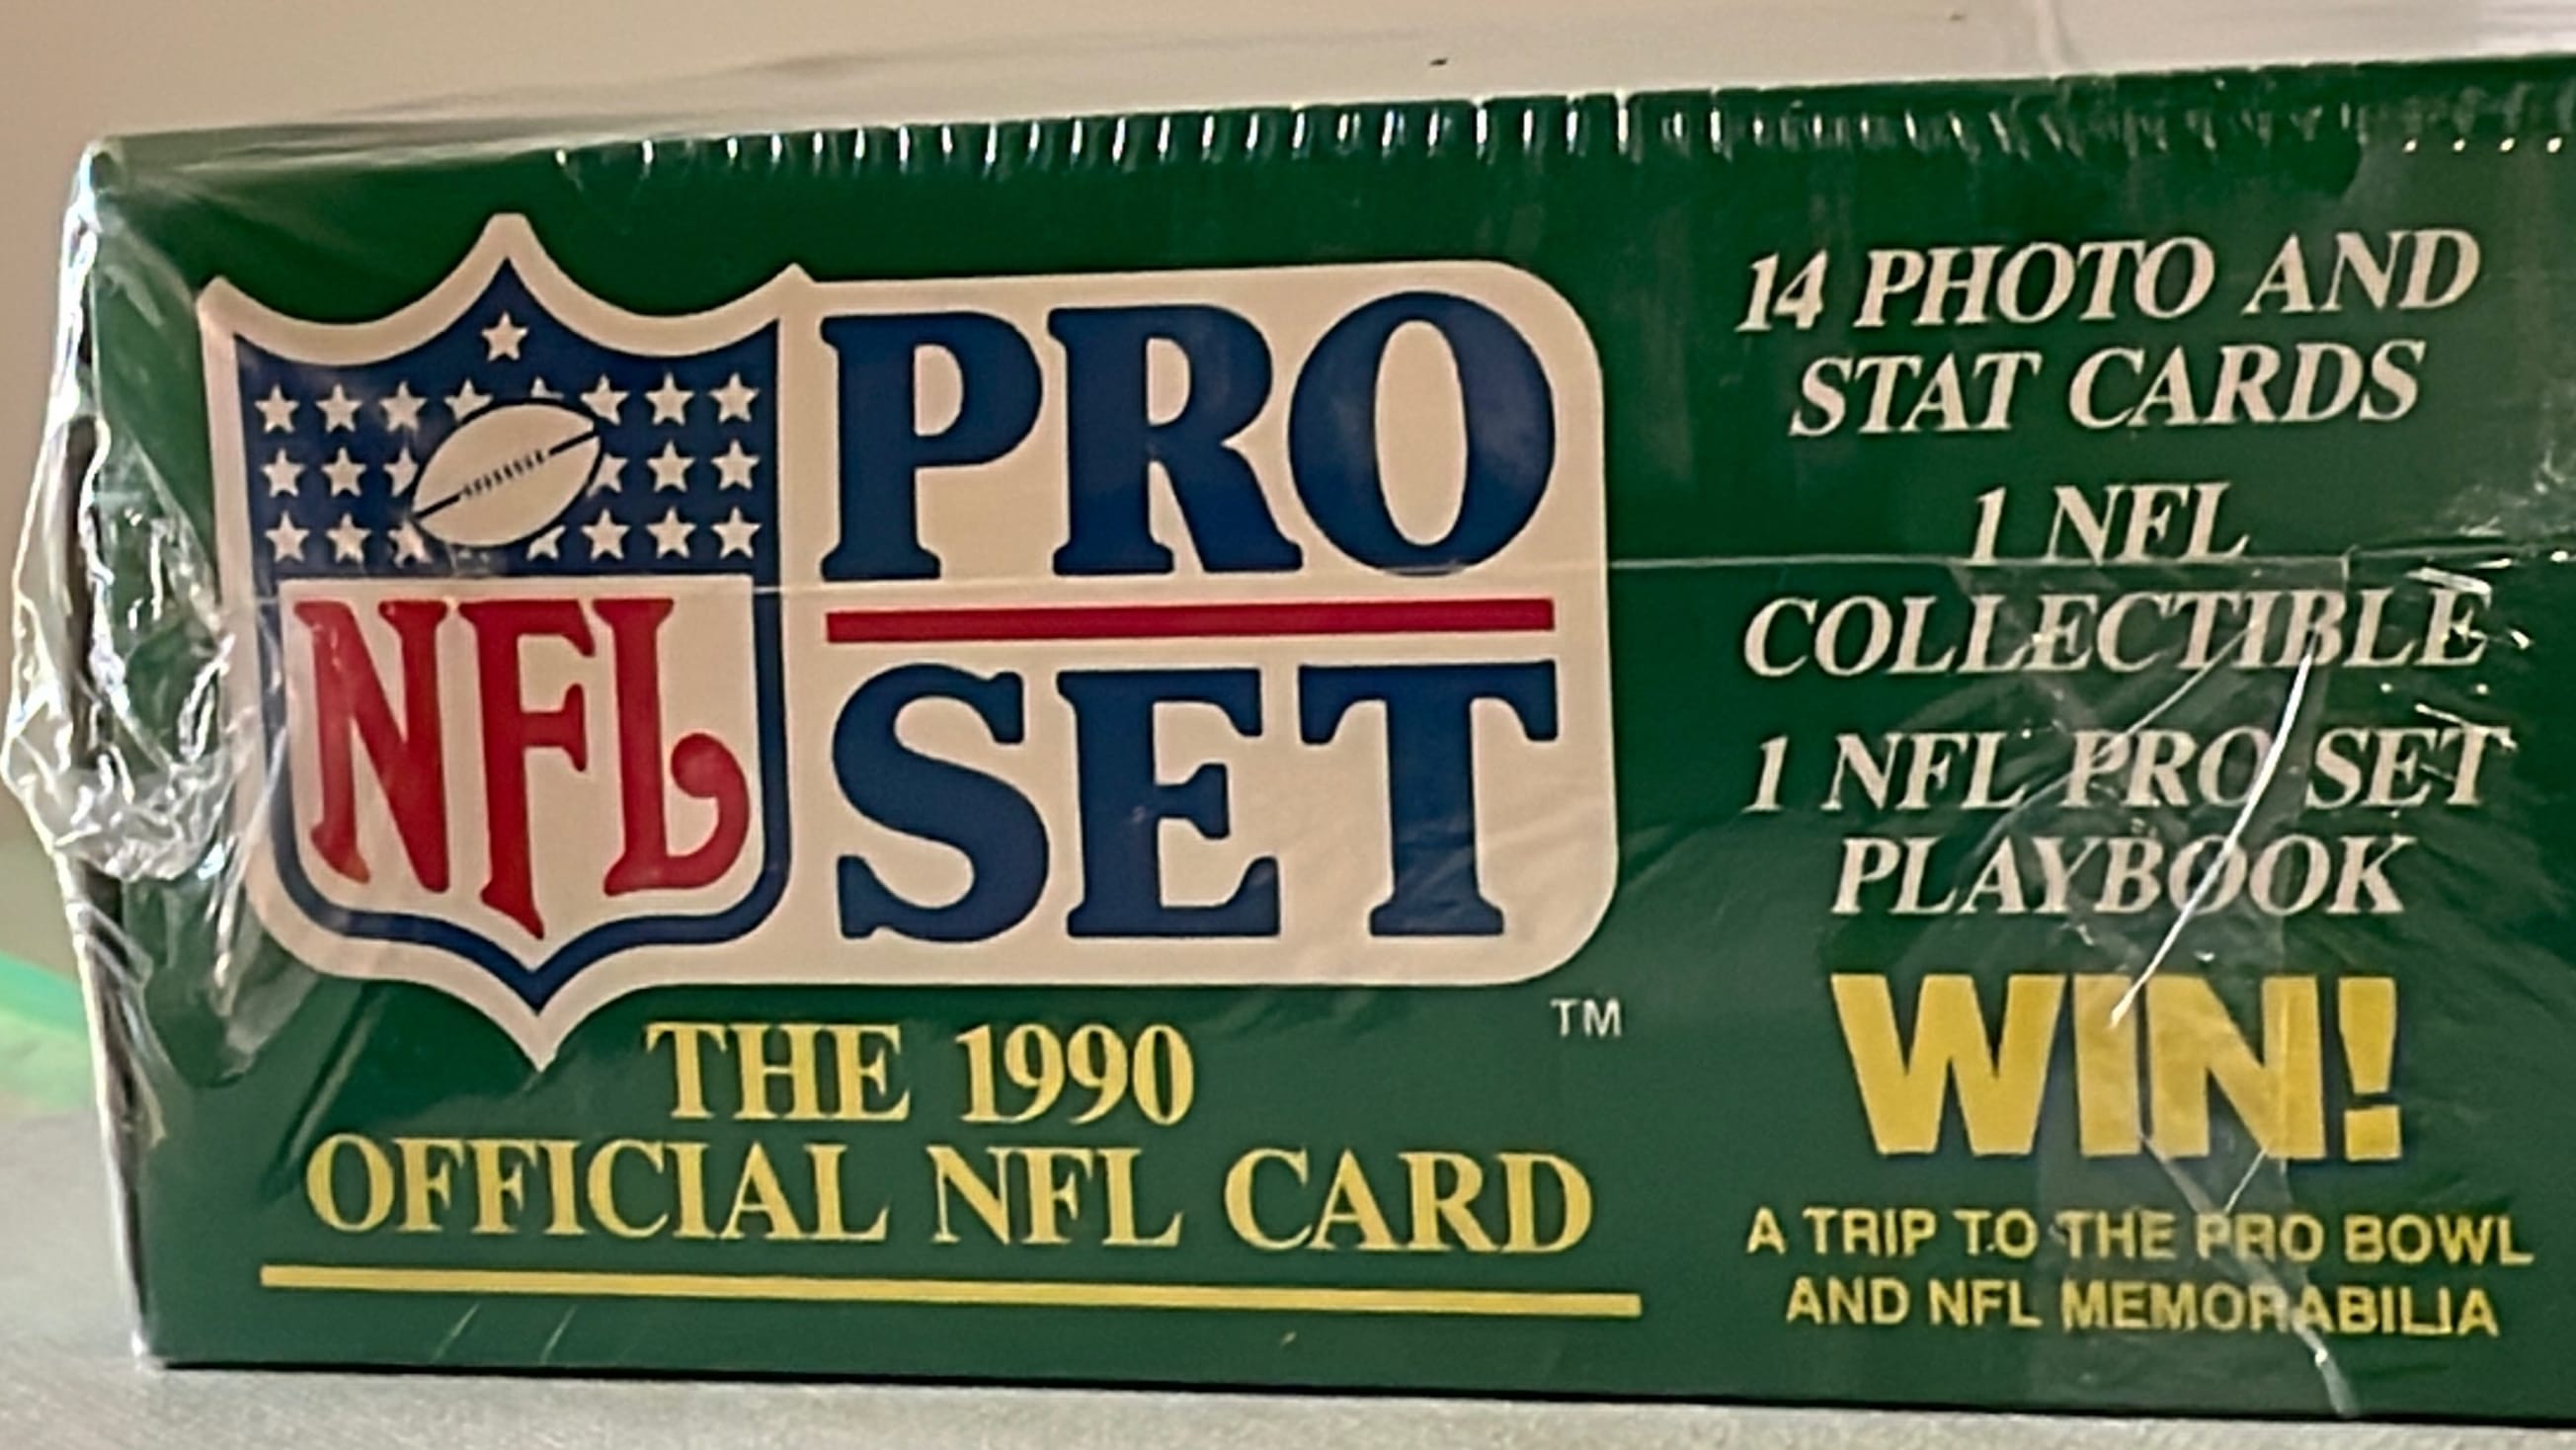 NFL
PRO
SET
TM
THE 1990
OFFICIAL NFL CARD
14 PHOTO AND
STAT CARDS
1 NFL
COLLECTIBLE
1 NFL PRO SET
PLAYBOOK
WIN!
A TRIP TO THE PRO BOWL
AND NFL MEMORABILIA